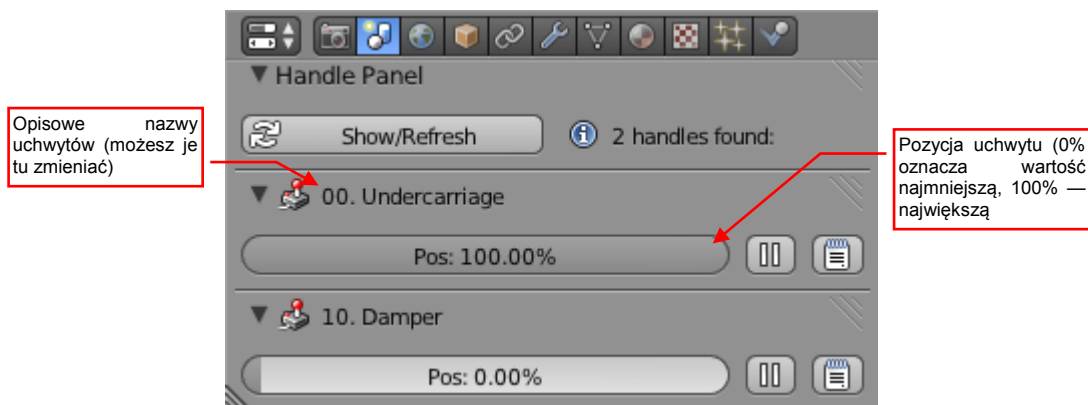 Handle Panel
Show/Refresh
2 handles found:
Opisowe nazwy
uchwytów (możesz je
tu zmieniać)
00. Undercarriage
Pos: 100.00%
Pozycja uchwytu (0%
oznacza wartość
najmniejszą, 100% —
największą
10. Damper
Pos: 0.00%